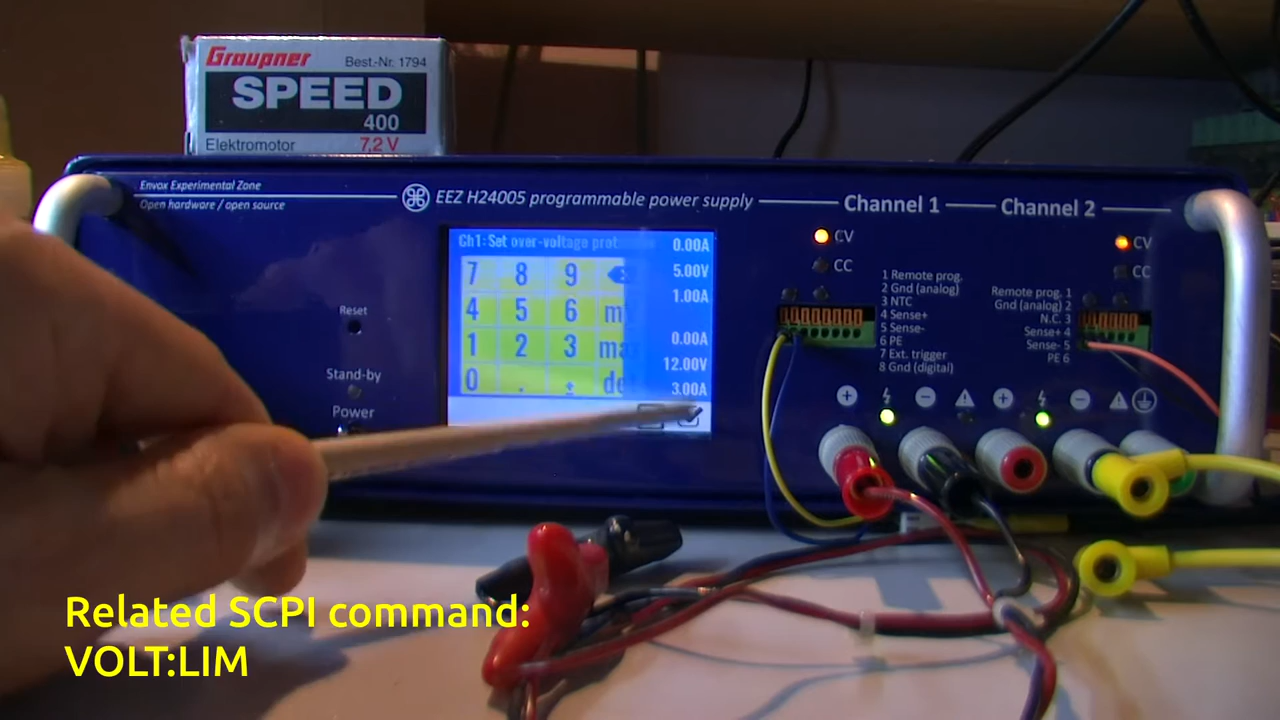 Graupner Best.-Nr. 1794
SPEED
400
Elektromotor 7,2 V
Envox Experimental Zone
Open hardware / open source
EEZ H24005 programmable power supply
Channel 1
Channel 2
CV
CC
CV
CC
Reset
Stand-by
Power
Ch1: Set over-voltage prot
7 8 9
4 5 6
1 2 3
0 .
0.00A
5.00V
1.00A
0.00A
12.00V
3.00A
1 Remote prog.
2 Gnd (analog)
3 NTC
4 Sense+
5 Sense-
6 PE
7 Ext. trigger
8 Gnd (digital)
Remote prog. 1
Gnd (analog) 2
N.C. 3
Sense+ 4
Sense- 5
PE 6
Related SCPI command:
VOLT:LIM